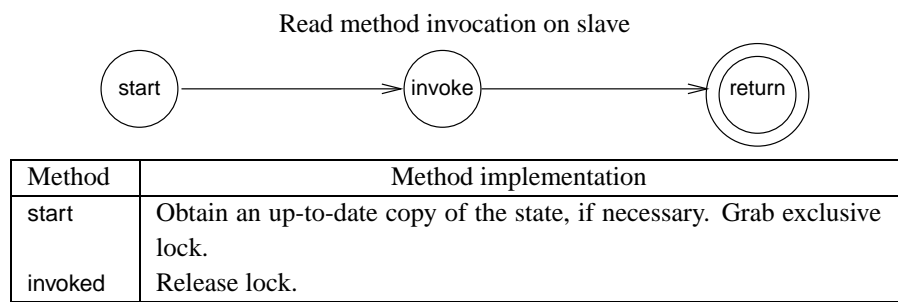 Read method invocation on slave
start invoke return
Method Method implementation
start Obtain an up-to-date copy of the state, if necessary. Grab exclusive
lock.
invoked Release lock.